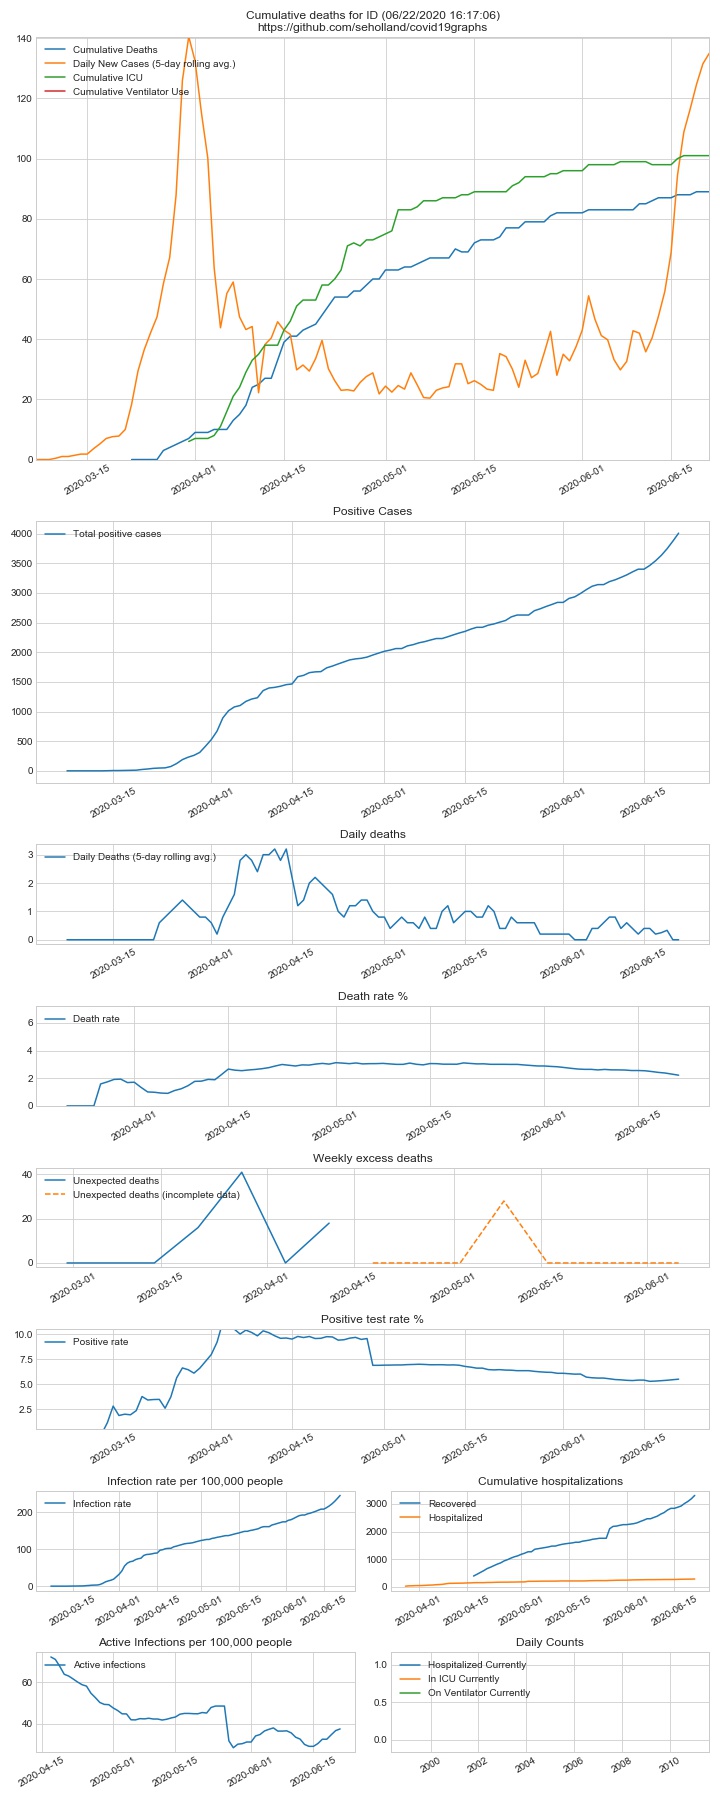 Cumulative deaths for ID (06/22/2020 16:17:06)
https://github.com/seholland/covid19graphs
Cumulative Deaths
Daily New Cases (5-day rolling avg.)
Cumulative ICU
Cumulative Ventilator Use
140
120
100
80
60
40
20
0
2020-03-15 2020-04-01 2020-04-15 2020-05-01 2020-05-15 2020-06-01 2020-06-15
Positive Cases
Total positive cases
4000
3500
3000
2500
2000
1500
1000
500
0
2020-03-15 2020-04-01 2020-04-15 2020-05-01 2020-05-15 2020-06-01 2020-06-15
Daily deaths
Daily Deaths (5-day rolling avg.)
3
2
1
0
2020-03-15 2020-04-01 2020-04-15 2020-05-01 2020-05-15 2020-06-01 2020-06-15
Death rate %
Death rate
6
4
2
0
2020-04-01 2020-04-15 2020-05-01 2020-05-15 2020-06-01 2020-06-15
Weekly excess deaths
Unexpected deaths
Unexpected deaths (incomplete data)
40
20
0
2020-03-01 2020-03-15 2020-04-01 2020-04-15 2020-05-01 2020-05-15 2020-06-01
Positive test rate %
Positive rate
10.0
7.5
5.0
2.5
2020-03-15 2020-04-01 2020-04-15 2020-05-01 2020-05-15 2020-06-01 2020-06-15
Infection rate per 100,000 people
Infection rate
200
100
0
2020-03-15 2020-04-01 2020-04-15 2020-05-01 2020-05-15 2020-06-01 2020-06-15
Cumulative hospitalizations
Recovered
Hospitalized
3000
2000
1000
0
2020-04-01 2020-04-15 2020-05-01 2020-05-15 2020-06-01 2020-06-15
Active Infections per 100,000 people
Active infections
60
40
2020-04-15 2020-05-01 2020-05-15 2020-06-01 2020-06-15
Daily Counts
Hospitalized Currently
In ICU Currently
On Ventilator Currently
1.0
0.5
0.0
2000 2002 2004 2006 2008 2010